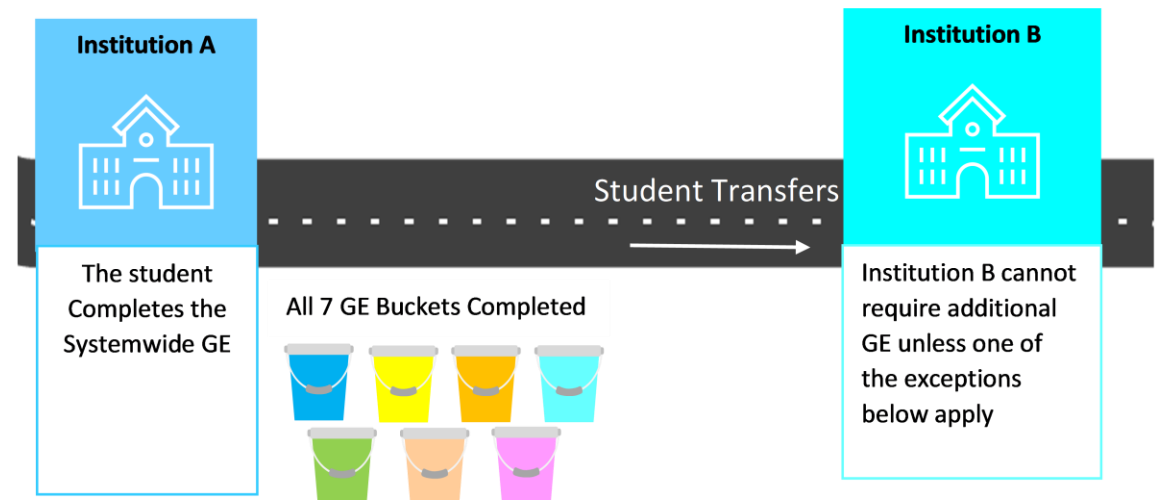 Institution A
Institution B
Student Transfers
The student
Completes the
Systemwide GE
All 7 GE Buckets Completed
Institution B cannot
require additional
GE unless one of
the exceptions
below apply